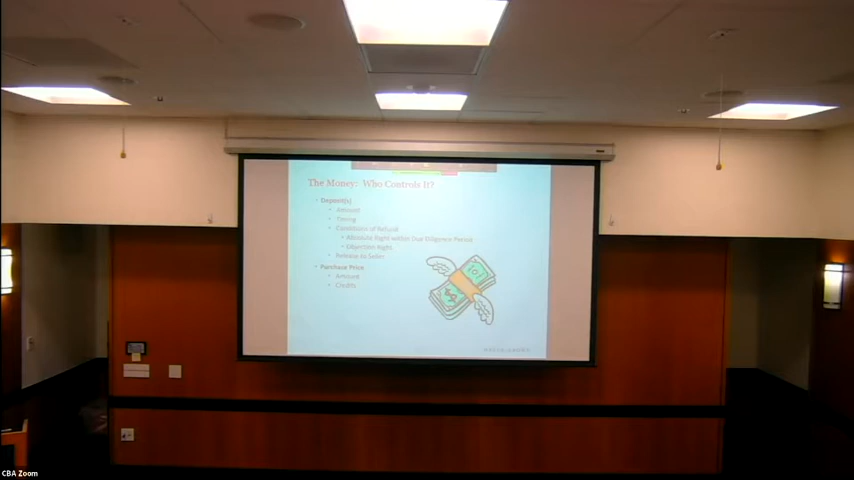 The Money: Who Controls It?
• Deposit(s)
• Amount
• Timing
• Conditions of Refund
• Absolute Right within Due Diligence Period
• Objection Right
• Release to Seller
• Purchase Price
• Amount
• Credits
CBA Zoom